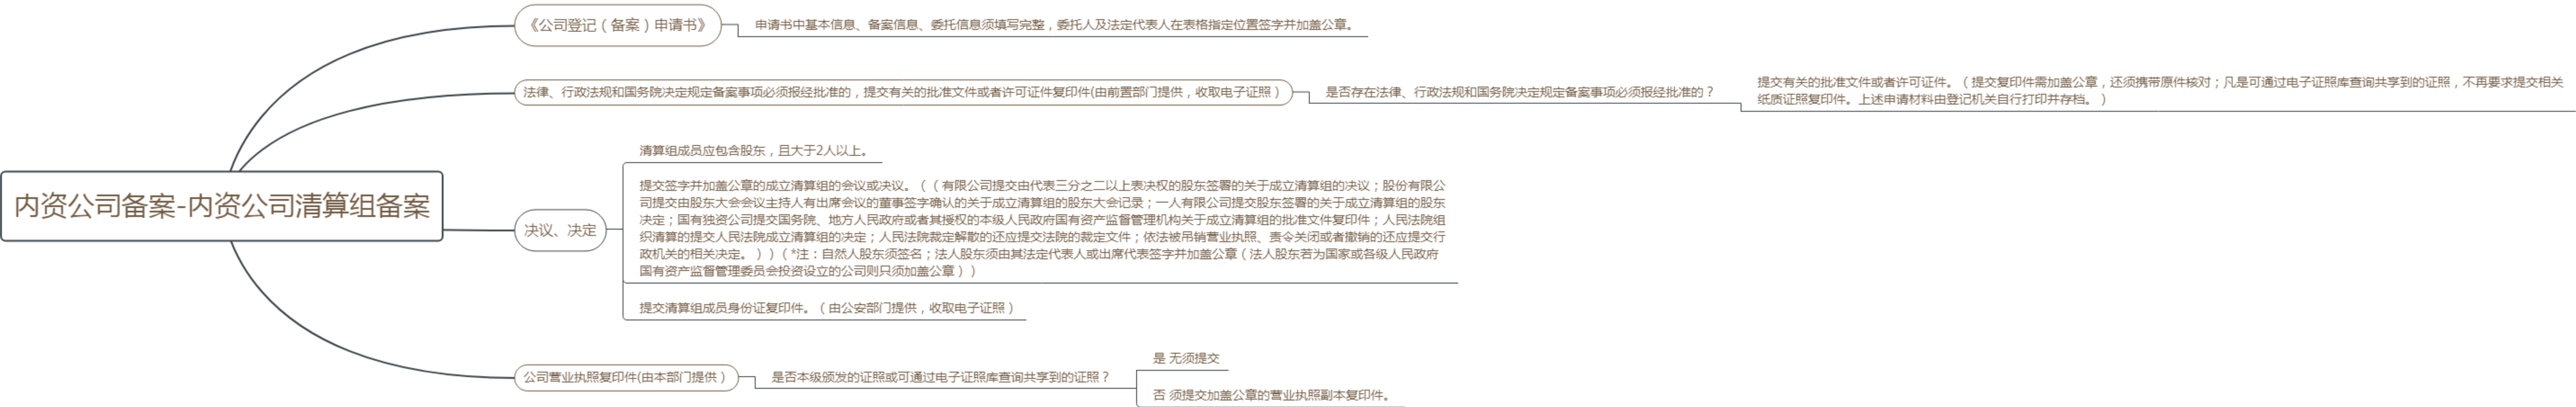 《公司登记（备案）申请书》
申请书中基本信息、备案信息、委托信息须填写完整，委托人及法定代表人在表格指定位置签字并加盖公章。
法律、行政法规和国务院决定规定备案事项必须报经批准的，提交有关的批准文件或者许可证件复印件(由前置部门提供，收取电子证照）
是否存在法律、行政法规和国务院决定规定备案事项必须报经批准的？
提交有关的批准文件或者许可证件。（提交复印件需加盖公章，还须携带原件核对；凡是可通过电子证照库查询共享到的证照，不再要求提交相关
纸质证照复印件。上述申请材料由登记机关自行打印并存档。）
内资公司备案-内资公司清算组备案
决议、决定
清算组成员应包含股东，且大于2人以上。
提交签字并加盖公章的成立清算组的会议或决议。（（有限公司提交由代表三分之二以上表决权的股东签署的关于成立清算组的决议；股份有限公
司提交由股东大会会议主持人有出席会议的董事签字确认的关于成立清算组的股东大会记录；一人有限公司提交股东签署的关于成立清算组的股东
决定；国有独资公司提交国务院、地方人民政府或者其授权的本级人民政府国有资产监督管理机构关于成立清算组的批准文件复印件；人民法院组
织清算的提交人民法院成立清算组的决定；人民法院裁定解散的还应提交法院的裁定文件；依法被吊销营业执照、责令关闭或者撤销的还应提交行
政机关的相关决定。））（*注：自然人股东须签名；法人股东须由其法定代表人或出席代表签字并加盖公章（法人股东若为国家或各级人民政府
国有资产监督管理委员会投资设立的公司则只须加盖公章））
提交清算组成员身份证复印件。（由公安部门提供，收取电子证照）
公司营业执照复印件(由本部门提供）
是否本级颁发的证照或可通过电子证照库查询共享到的证照？
是 无须提交
否 须提交加盖公章的营业执照副本复印件。